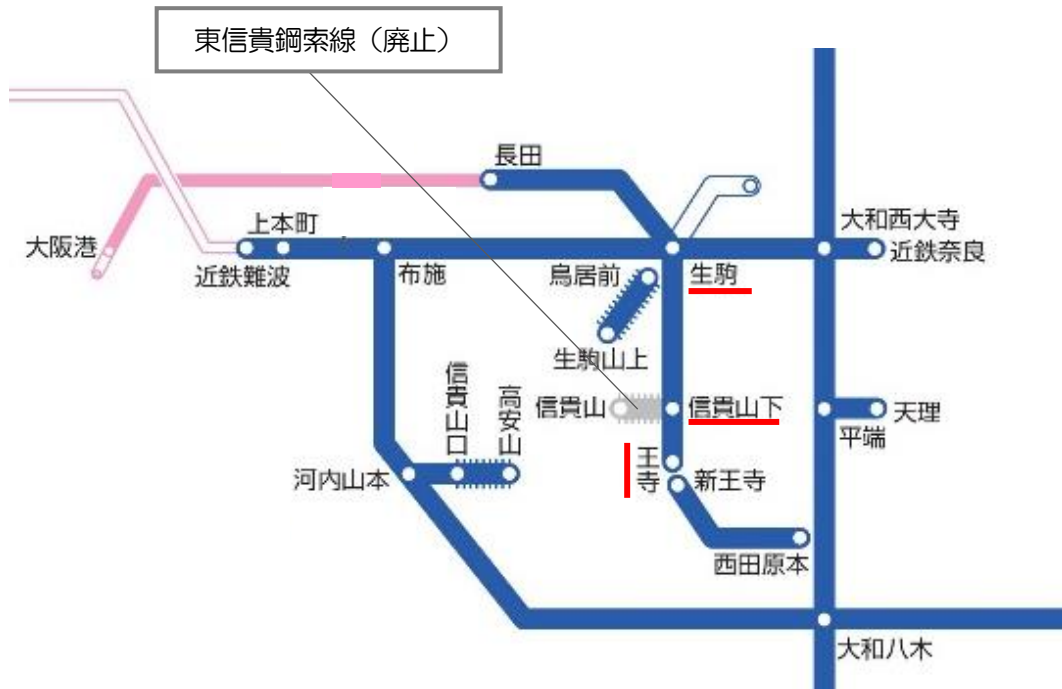 東信貴鋼索線（廃止）
長田
上本町
大和西大寺
大阪港
近鉄難波
布施
鳥居前
生駒
近鉄奈良
生駒山上
信貴山口
高安山
信貴山
信貴山下
天理
平端
河内山本
王寺
新王寺
西田原本
大和八木